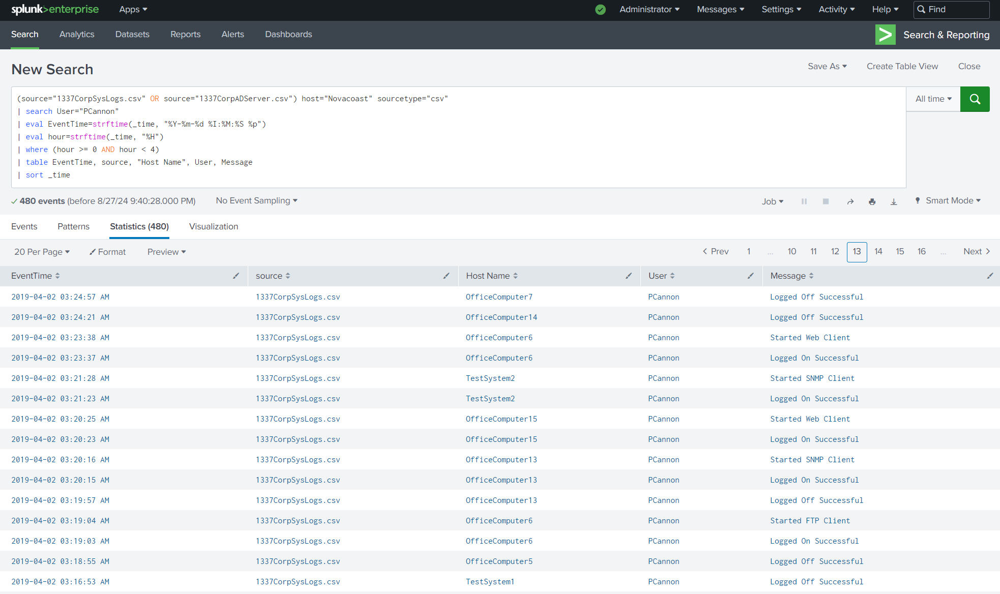 splunk>enterprise Apps Administrator Messages Settings Activity Help Find
Search Analytics Datasets Reports Alerts Dashboards Search & Reporting
New Search Save As Create Table View Close
(source="1337CorpSysLogs.csv" OR source="1337CorpADServer.csv") host="Novacoast" sourcetype="csv" All time
| search User="PCannon"
| eval EventTime=strftime(_time, "%Y-%m-%d %I:%M:%S %p")
| eval hour=strftime(_time, "%H")
| where (hour >= 0 AND hour < 4)
| table EventTime, source, "Host Name", User, Message
| sort _time
480 events (before 8/27/24 9:40:28.000 PM) No Event Sampling Job Smart Mode
Events Patterns Statistics (480) Visualization
20 Per Page Format Preview < Prev 1 ... 10 11 12 13 14 15 16 ... Next >
EventTime source Host Name User Message
2019-04-02 03:24:57 AM 1337CorpSysLogs.csv OfficeComputer7 PCannon Logged Off Successful
2019-04-02 03:24:21 AM 1337CorpSysLogs.csv OfficeComputer14 PCannon Logged Off Successful
2019-04-02 03:23:38 AM 1337CorpSysLogs.csv OfficeComputer6 PCannon Started Web Client
2019-04-02 03:23:37 AM 1337CorpSysLogs.csv OfficeComputer6 PCannon Logged On Successful
2019-04-02 03:21:28 AM 1337CorpSysLogs.csv TestSystem2 PCannon Started SNMP Client
2019-04-02 03:21:23 AM 1337CorpSysLogs.csv TestSystem2 PCannon Logged On Successful
2019-04-02 03:20:25 AM 1337CorpSysLogs.csv OfficeComputer15 PCannon Started Web Client
2019-04-02 03:20:23 AM 1337CorpSysLogs.csv OfficeComputer15 PCannon Logged On Successful
2019-04-02 03:20:16 AM 1337CorpSysLogs.csv OfficeComputer13 PCannon Started SNMP Client
2019-04-02 03:20:15 AM 1337CorpSysLogs.csv OfficeComputer13 PCannon Logged On Successful
2019-04-02 03:19:57 AM 1337CorpSysLogs.csv OfficeComputer13 PCannon Logged Off Successful
2019-04-02 03:19:04 AM 1337CorpSysLogs.csv OfficeComputer6 PCannon Started FTP Client
2019-04-02 03:19:03 AM 1337CorpSysLogs.csv OfficeComputer6 PCannon Logged On Successful
2019-04-02 03:18:55 AM 1337CorpSysLogs.csv OfficeComputer5 PCannon Logged Off Successful
2019-04-02 03:16:53 AM 1337CorpSysLogs.csv TestSystem1 PCannon Logged Off Successful